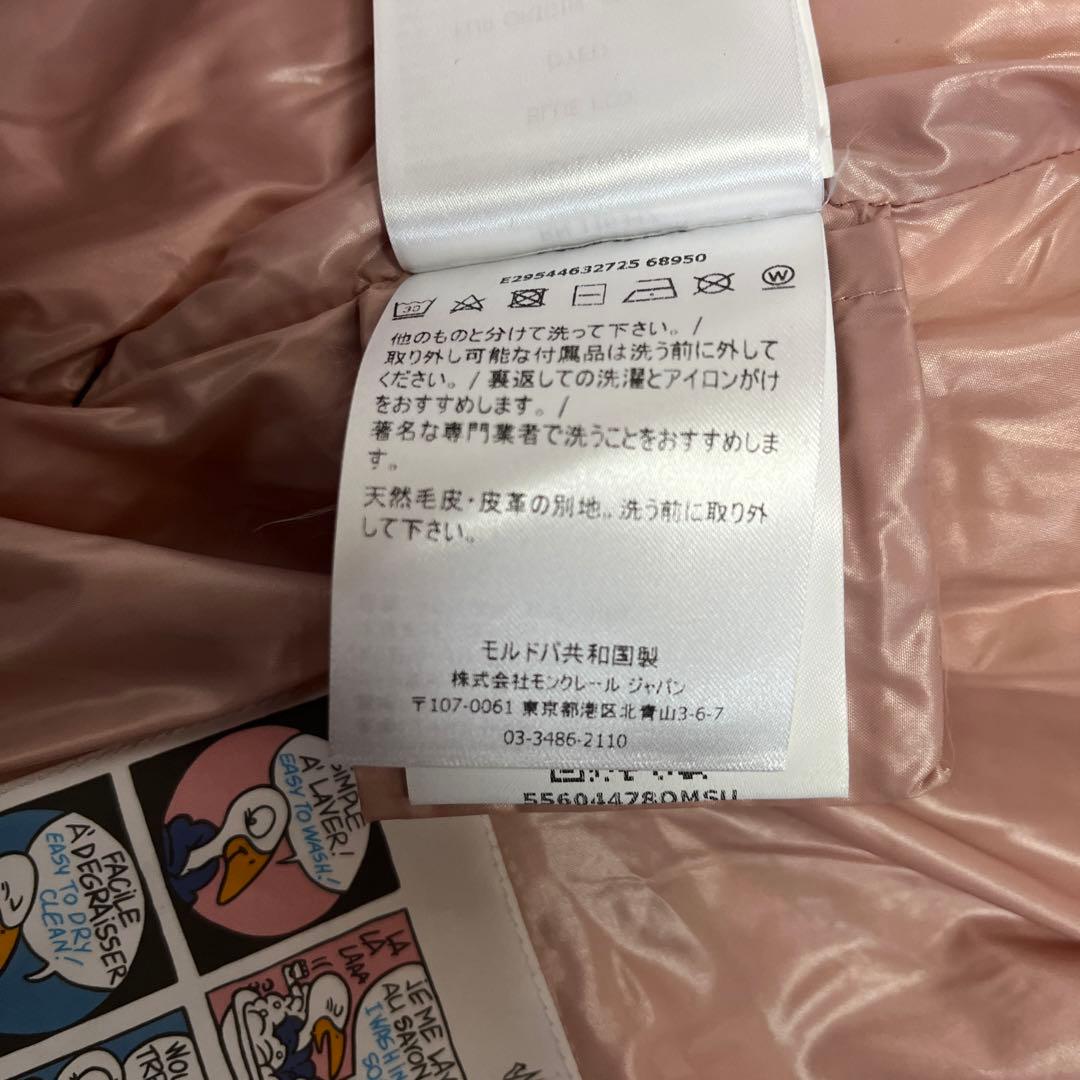 E29544632725 68950
30
W
他のものと分けて洗って下さい。/
取り外し可能な付属品は洗う前に外して
ください。/ 裏返しての洗濯とアイロンがけ
をおすすめします。/
著名な専門業者で洗うことをおすすめしま
す。
天然毛皮・皮革の別地..洗う前に取り外
して下さい。
モルドバ共和国製
株式会社モンクレール ジャパン
〒107-0061 東京都港区北青山3-6-7
03-3486-2110
SIMPLE
À LAVER!
EASY TO WASH!
FACILE
À DEGRAISSER
EASY TO DRY
CLEAN!
LA
LA
LAAA
JE ME
AU SAVON
I WASH IN